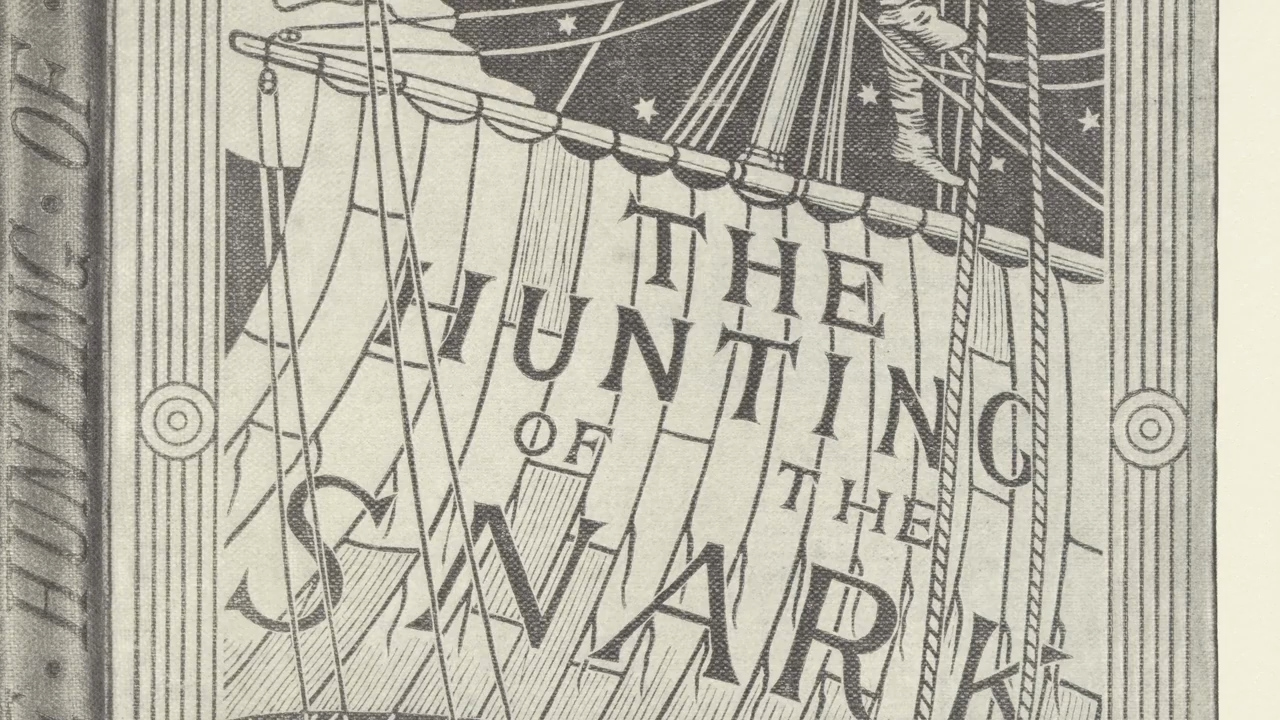 THE
HUNTING
OF THE
SNARK
HUNTING · OF